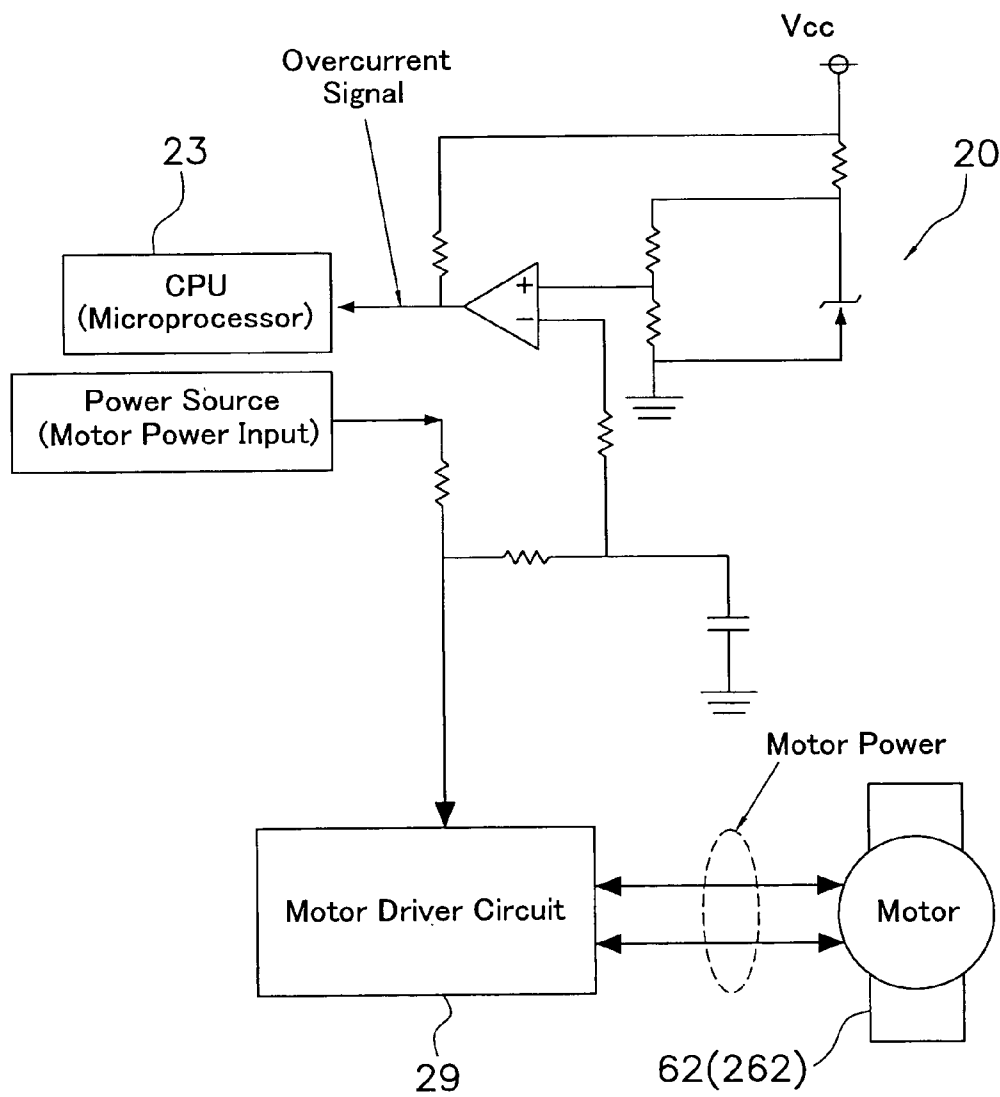 Vcc
Overcurrent
Signal
23
20
CPU
(Microprocessor)
+
−
Power Source
(Motor Power Input)
Motor Power
Motor Driver Circuit
Motor
29
62(262)